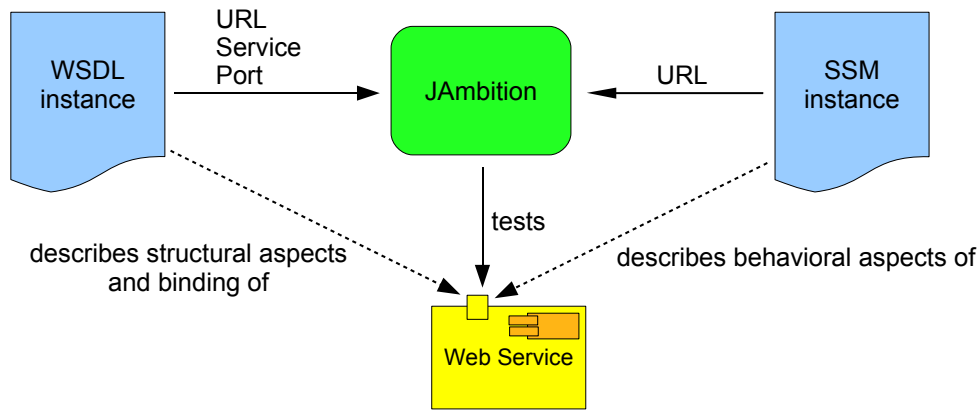 URL
Service
Port
WSDL
instance
JAmbition
URL
SSM
instance
tests
describes structural aspects
and binding of
describes behavioral aspects of
Web Service